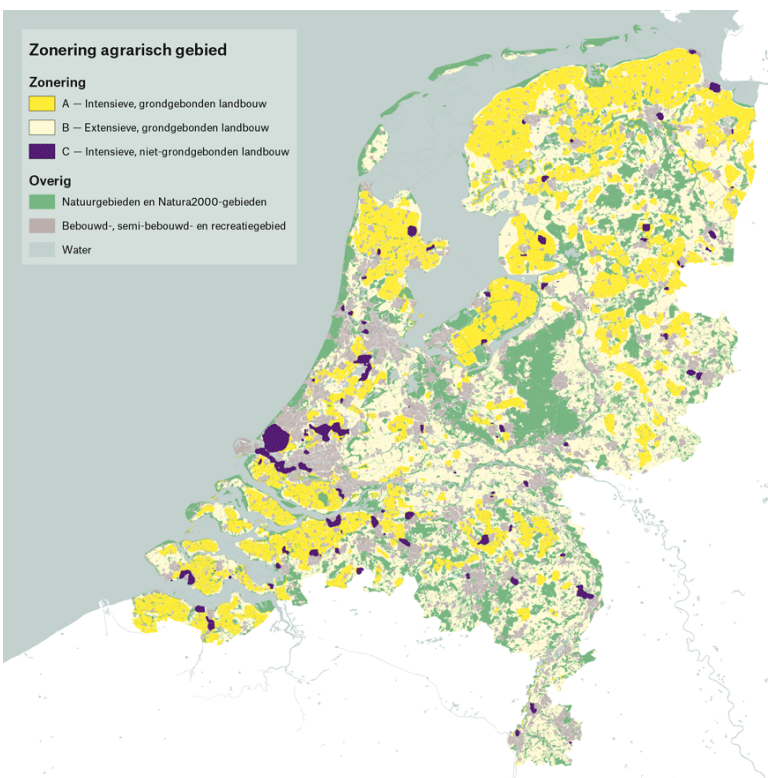 Zonering agrarisch gebied
Zonering
A — Intensieve, grondgebonden landbouw
B — Extensieve, grondgebonden landbouw
C — Intensieve, niet-grondgebonden landbouw
Overig
Natuurgebieden en Natura2000-gebieden
Bebouwd-, semi-bebouwd- en recreatiegebied
Water